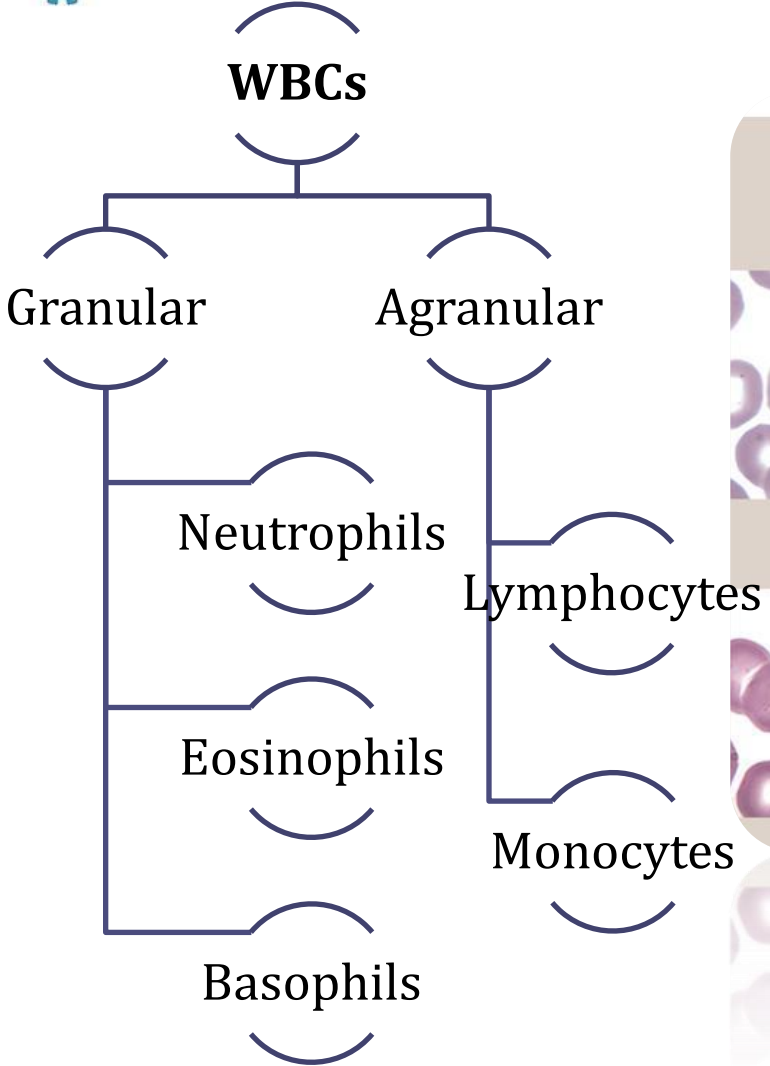 WBCs
Granular
Agranular
Neutrophils
Lymphocytes
Eosinophils
Monocytes
Basophils